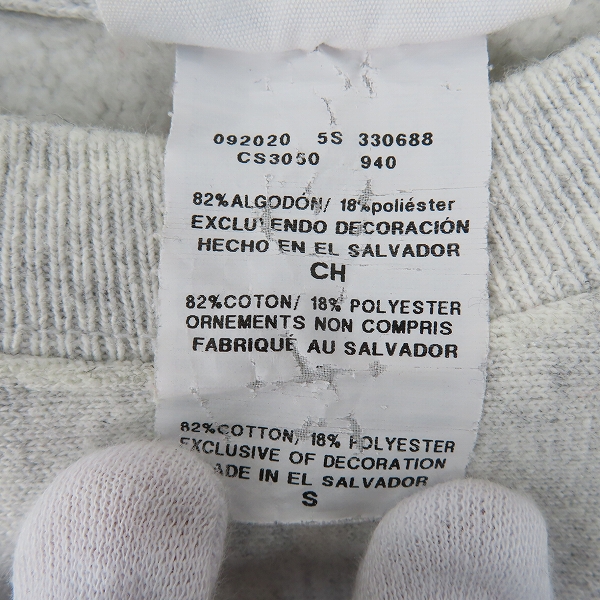 092020 5S 330688
CS3050 940
82%ALGODÓN/ 18%poliéster
EXCLUYENDO DECORACIÓN
HECHO EN EL SALVADOR
CH
82%COTON/ 18% POLYESTER
ORNEMENTS NON COMPRIS
FABRIQUÉ AU SALVADOR
82%COTTON/ 18% POLYESTER
EXCLUSIVE OF DECORATION
MADE IN EL SALVADOR
S